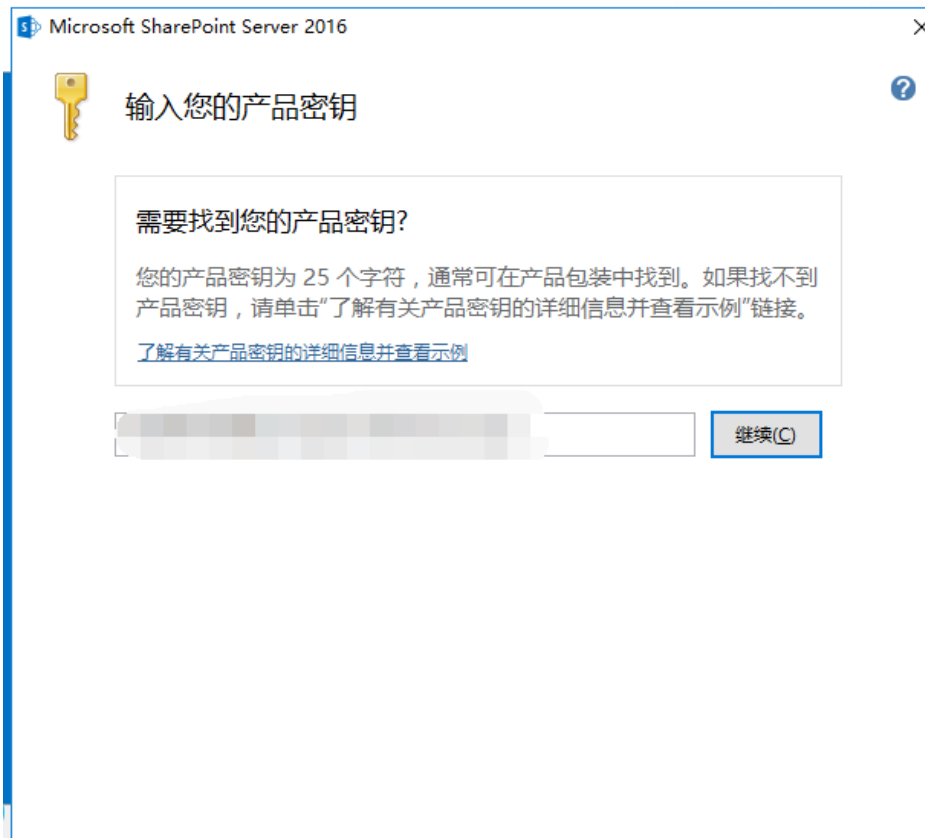 Microsoft SharePoint Server 2016
输入您的产品密钥
需要找到您的产品密钥?
您的产品密钥为 25 个字符，通常可在产品包装中找到。如果找不到
产品密钥，请单击“了解有关产品密钥的详细信息并查看示例”链接。
了解有关产品密钥的详细信息并查看示例
继续(C)